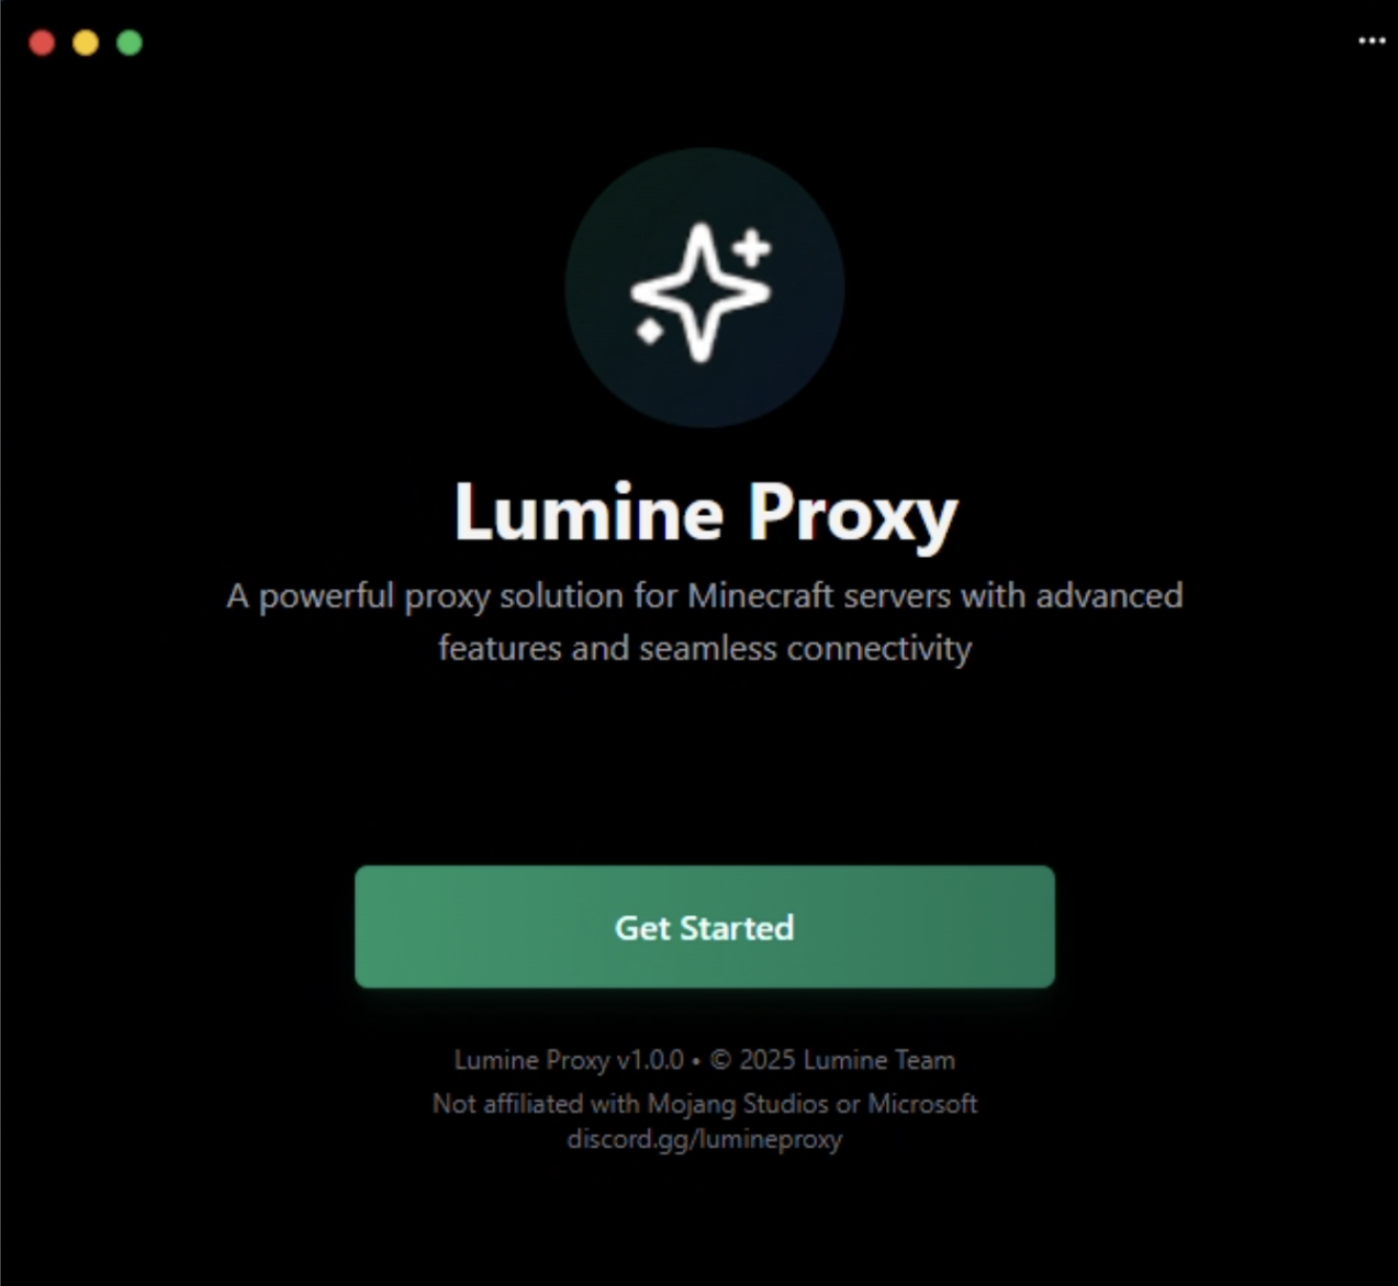 Lumine Proxy
A powerful proxy solution for Minecraft servers with advanced
features and seamless connectivity
Get Started
Lumine Proxy v1.0.0 • © 2025 Lumine Team
Not affiliated with Mojang Studios or Microsoft
discord.gg/lumineproxy